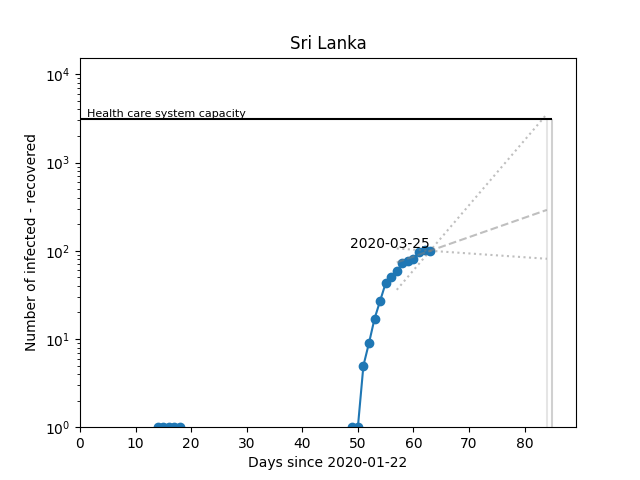 Sri Lanka
Number of infected - recovered
10^4
10^3
10^2
10^1
10^0
Health care system capacity
2020-03-25
0 10 20 30 40 50 60 70 80
Days since 2020-01-22